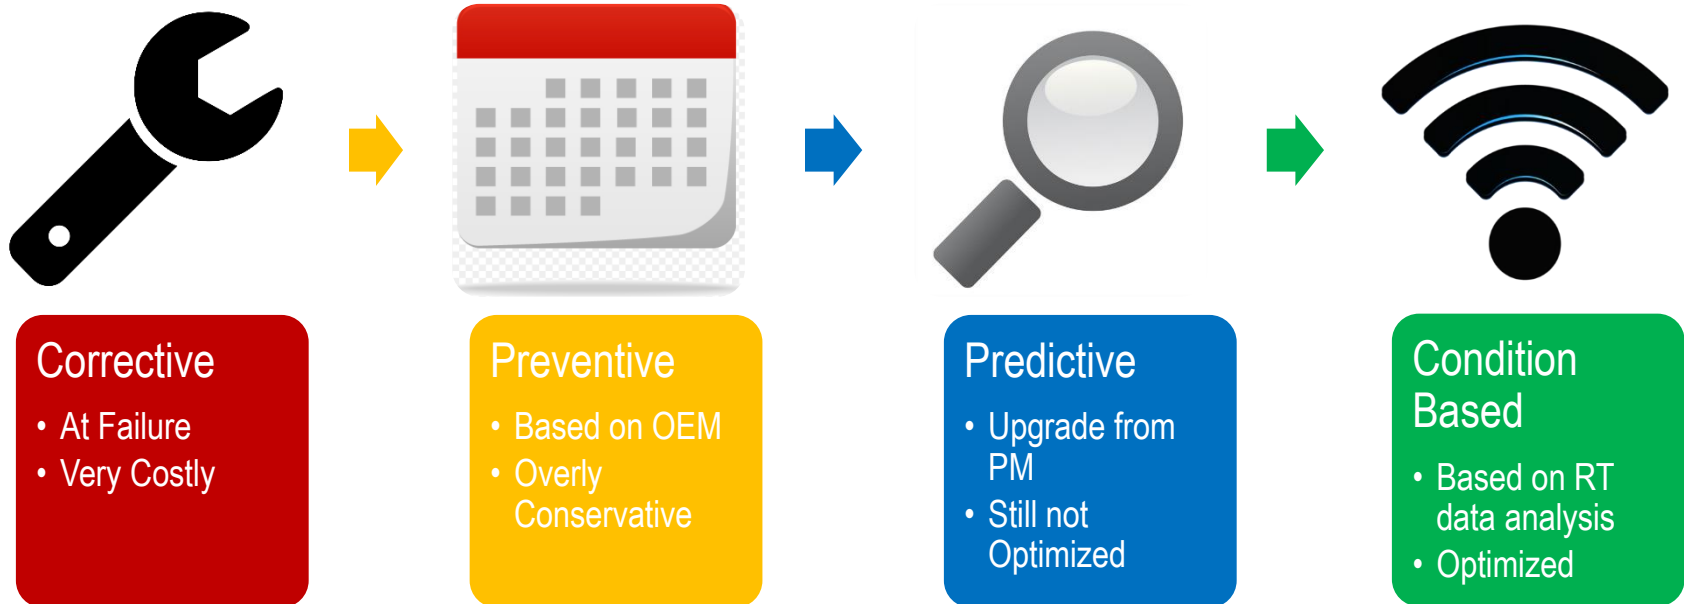 Corrective
• At Failure
• Very Costly
Preventive
• Based on OEM
• Overly
Conservative
Predictive
• Upgrade from
PM
• Still not
Optimized
Condition
Based
• Based on RT
data analysis
• Optimized